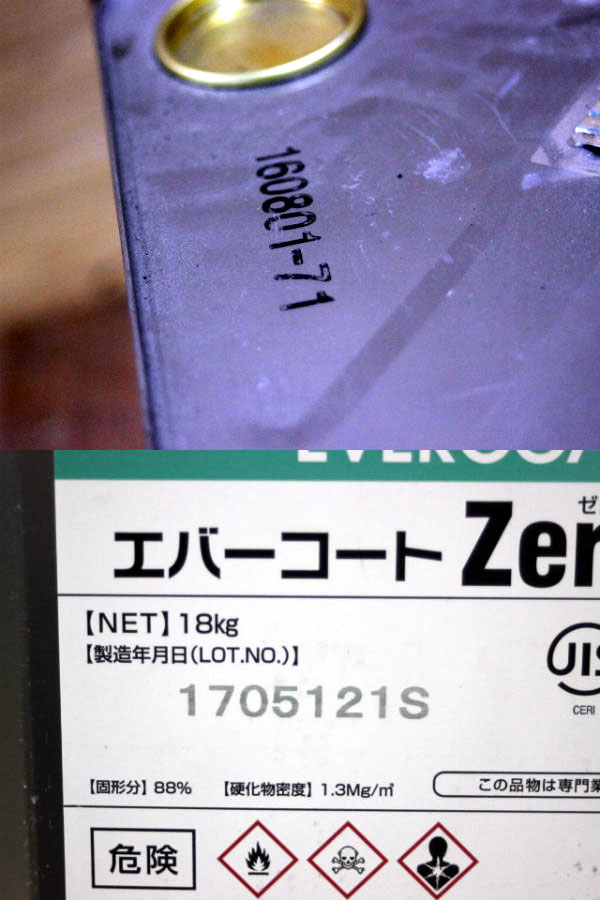 160801-71
エバーコート Zer
【NET】18kg
【製造年月日(LOT.NO.)】
1705121S
JIS
CERI
【固形分】88% 【硬化物密度】1.3Mg/㎥ この品物は専門業
危険